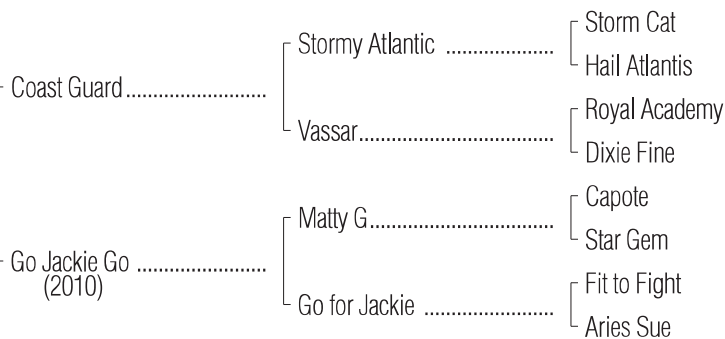 Storm Cat
Stormy Atlantic ......................
Hail Atlantis
Coast Guard.............................
Royal Academy
Vassar........................................
Dixie Fine
Capote
Matty G......................................
Star Gem
Go Jackie Go ...........................
(2010)
Fit to Fight
Go for Jackie ..........................
Aries Sue